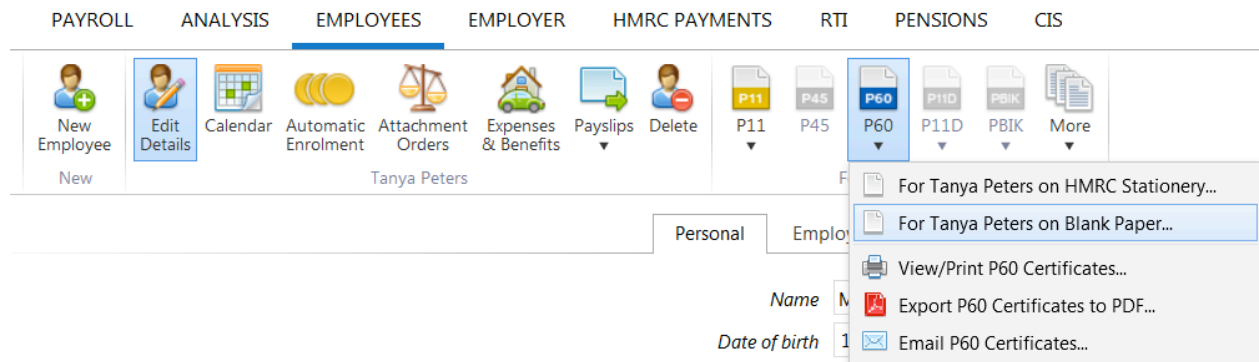 PAYROLL ANALYSIS EMPLOYEES EMPLOYER HMRC PAYMENTS RTI PENSIONS CIS
P11 P45 P60 P11D PBIK
New Employee
Edit Details
Calendar
Automatic Enrolment
Attachment Orders
Expenses & Benefits
Payslips
Delete
P11
P45
P60
P11D
PBIK
More
New
Tanya Peters
For Tanya Peters on HMRC Stationery...
For Tanya Peters on Blank Paper...
View/Print P60 Certificates...
Export P60 Certificates to PDF...
Email P60 Certificates...
Personal
Employ
Name M
Date of birth 1